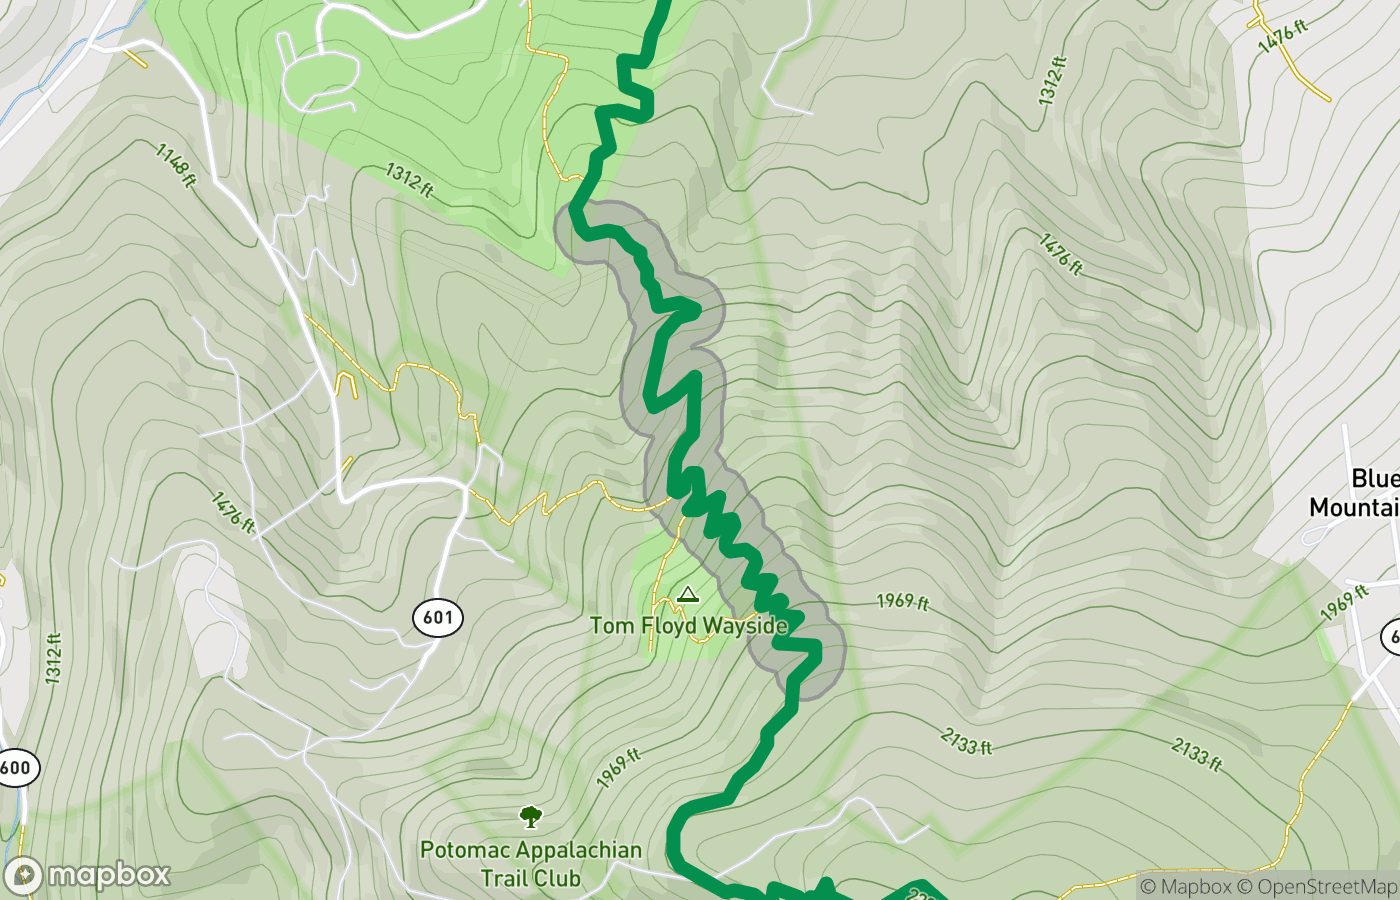 1476 ft
1312 ft
1148 ft
1312 ft
1476 ft
Blue
Mountai
1476 ft
1969 ft
1969 ft
601
Tom Floyd Wayside
6
1312 ft
2133 ft
2133 ft
1969 ft
600
Potomac Appalachian
Trail Club
mapbox
© Mapbox © OpenStreetMap